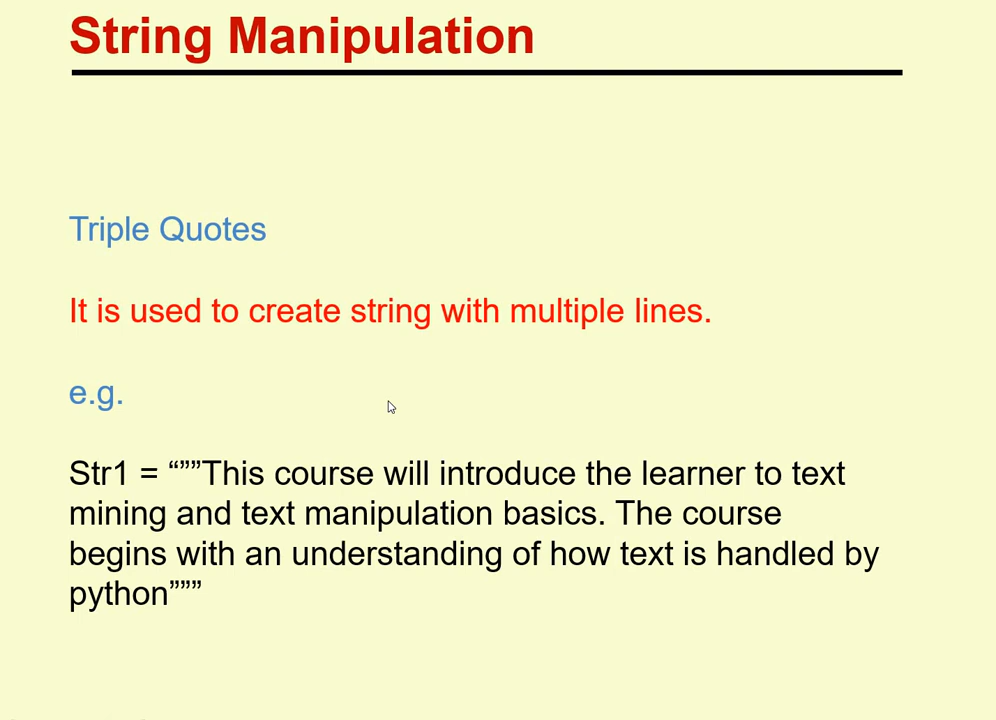 String Manipulation
Triple Quotes
It is used to create string with multiple lines.
e.g.
Str1 = “””This course will introduce the learner to text
mining and text manipulation basics. The course
begins with an understanding of how text is handled by
python”””